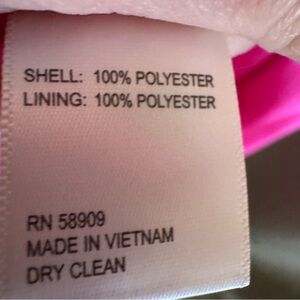 SHELL: 100% POLYESTER
LINING: 100% POLYESTER
RN 58909
MADE IN VIETNAM
DRY CLEAN